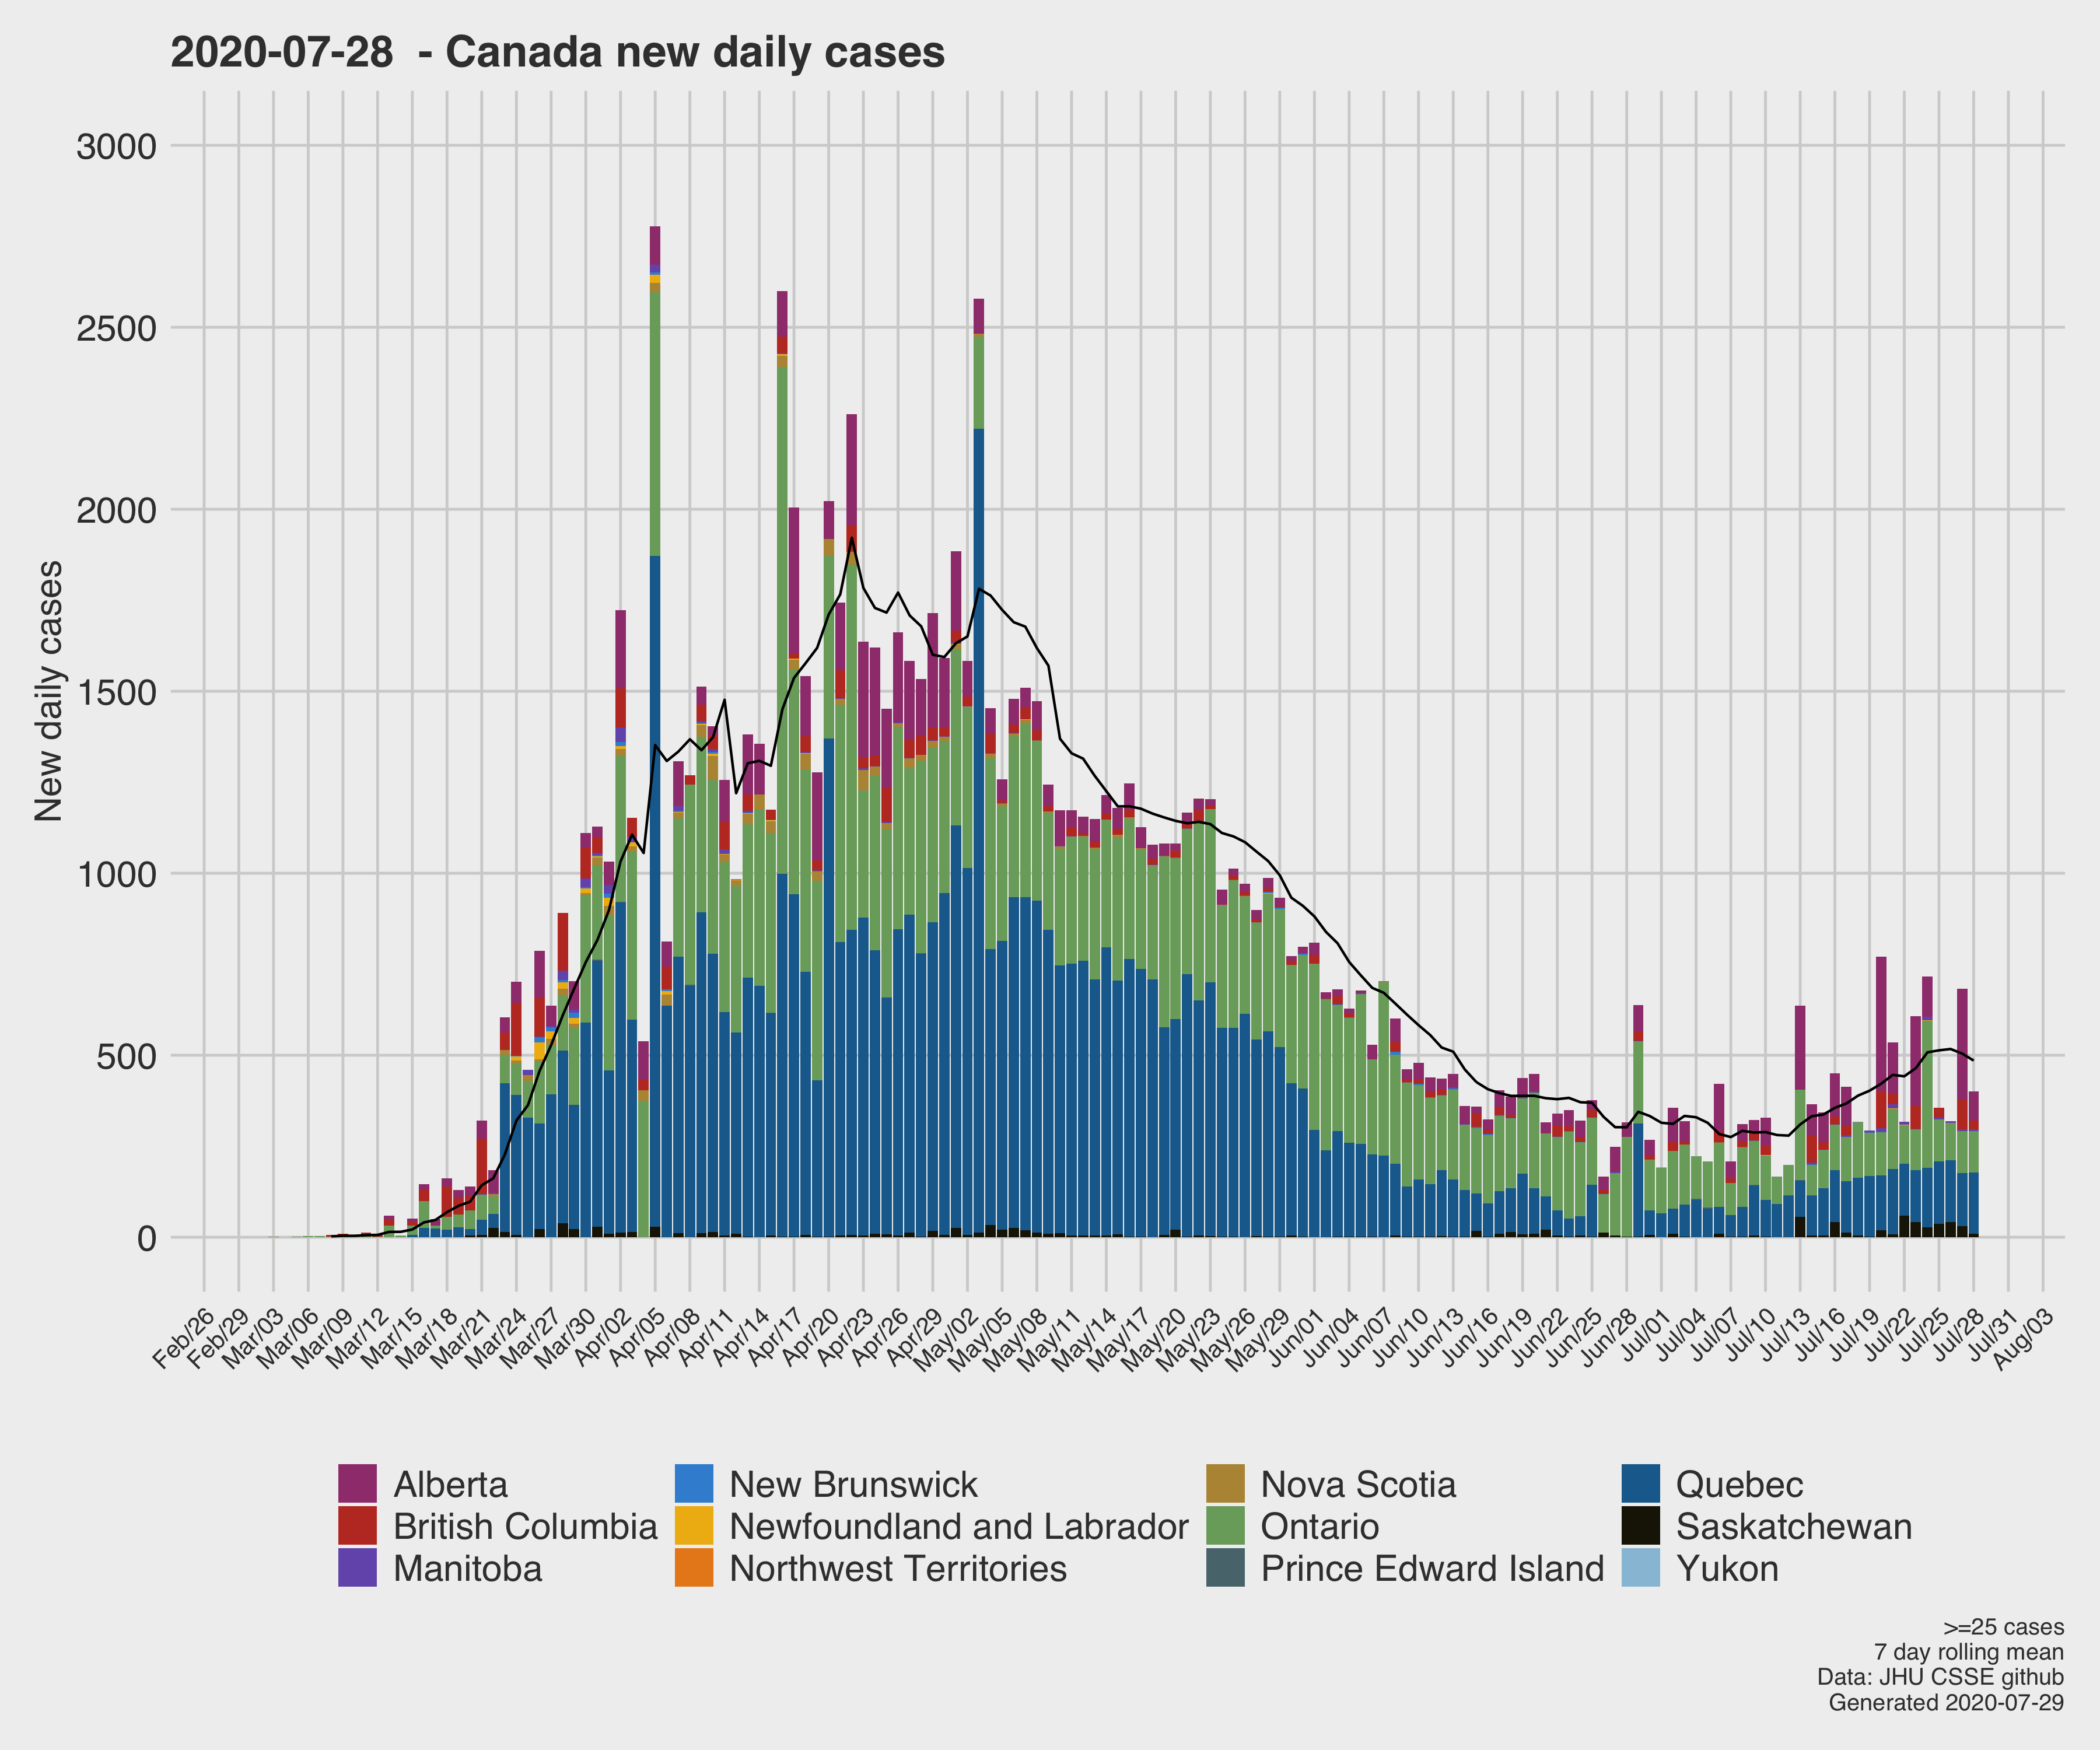 2020-07-28  - Canada new daily cases
New daily cases
3000
2500
2000
1500
1000
500
0
Feb/26
Feb/29
Mar/03
Mar/06
Mar/09
Mar/12
Mar/15
Mar/18
Mar/21
Mar/24
Mar/27
Mar/30
Apr/02
Apr/05
Apr/08
Apr/11
Apr/14
Apr/17
Apr/20
Apr/23
Apr/26
Apr/29
May/02
May/05
May/08
May/11
May/14
May/17
May/20
May/23
May/26
May/29
Jun/01
Jun/04
Jun/07
Jun/10
Jun/13
Jun/16
Jun/19
Jun/22
Jun/25
Jun/28
Jul/01
Jul/04
Jul/07
Jul/10
Jul/13
Jul/16
Jul/19
Jul/22
Jul/25
Jul/28
Jul/31
Aug/03
Alberta
British Columbia
Manitoba
New Brunswick
Newfoundland and Labrador
Northwest Territories
Nova Scotia
Ontario
Prince Edward Island
Quebec
Saskatchewan
Yukon
>=25 cases
7 day rolling mean
Data: JHU CSSE github
Generated 2020-07-29